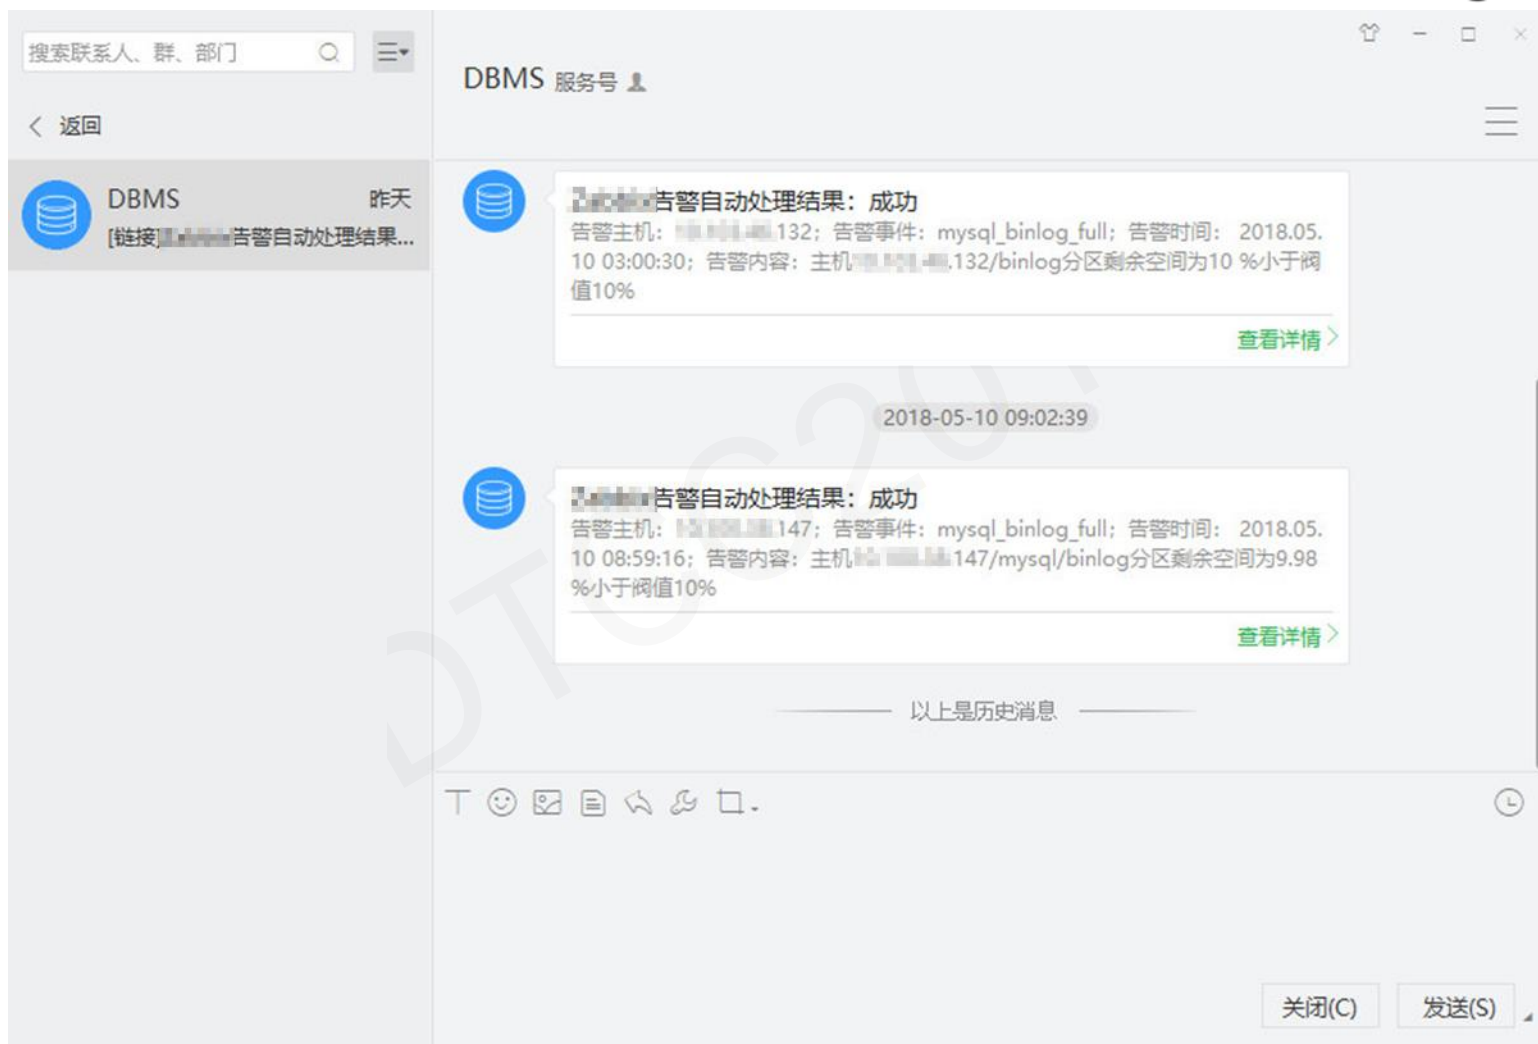 搜索联系人、群、部门
返回
DBMS 昨天
[链接] 告警自动处理结果...
DBMS 服务号
告警自动处理结果：成功
告警主机： .132；告警事件：mysql_binlog_full；告警时间： 2018.05.
10 03:00:30；告警内容：主机 .132/binlog分区剩余空间为10 %小于阀
值10%
查看详情
2018-05-10 09:02:39
告警自动处理结果：成功
告警主机： 147；告警事件：mysql_binlog_full；告警时间： 2018.05.
10 08:59:16；告警内容：主机 147/mysql/binlog分区剩余空间为9.98
%小于阀值10%
查看详情
以上是历史消息
DTCC201
关闭(C) 发送(S)